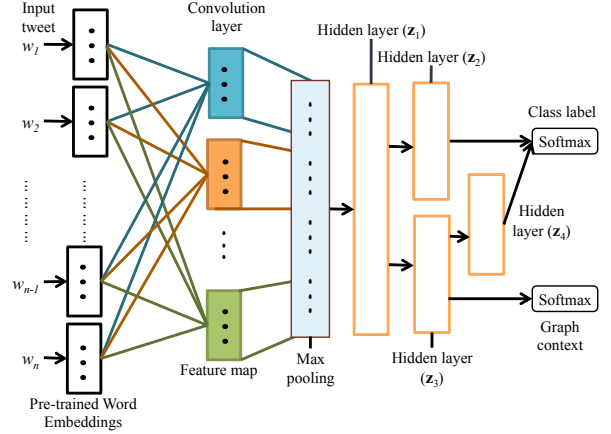 Input
tweet
w1
w2
wn-1
wn
Pre-trained Word
Embeddings
Convolution
layer
Feature map
Max
pooling
Hidden layer (z1)
Hidden layer (z2)
Hidden layer
(z3)
Class label
Softmax
Hidden
layer (z4)
Softmax
Graph
context